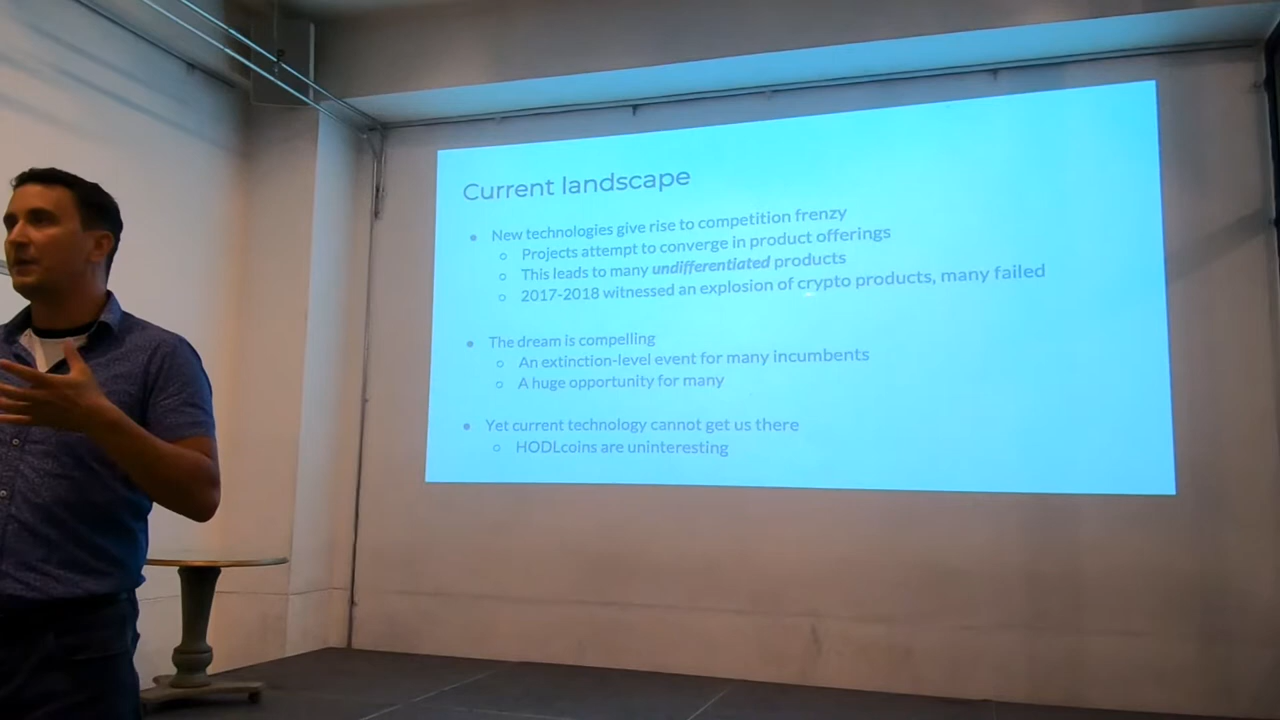 Current landscape
● New technologies give rise to competition frenzy
○ Projects attempt to converge in product offerings
○ This leads to many undifferentiated products
○ 2017-2018 witnessed an explosion of crypto products, many failed
● The dream is compelling
○ An extinction-level event for many incumbents
○ A huge opportunity for many
● Yet current technology cannot get us there
○ HODLcoins are uninteresting